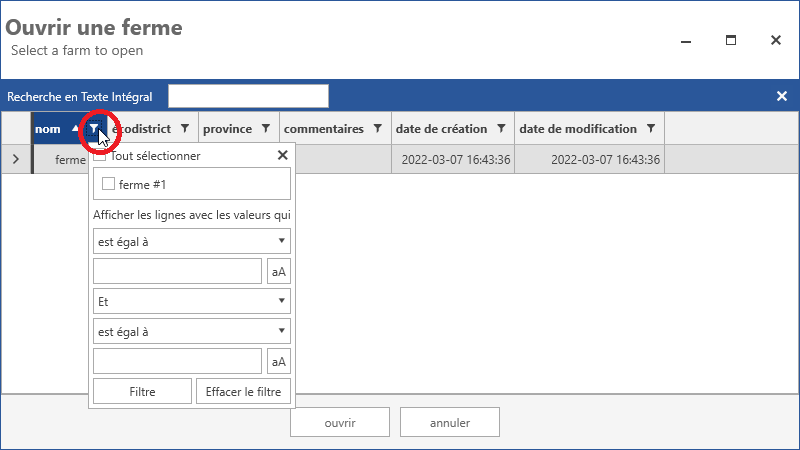 Ouvrir une ferme
Select a farm to open
Recherche en Texte Intégral
nom écodistrict province commentaires date de création date de modification
ferme 2022-03-07 16:43:36 2022-03-07 16:43:36
Tout sélectionner
ferme #1
Afficher les lignes avec les valeurs qui
est égal à
aA
Et
est égal à
aA
Filtre Effacer le filtre
ouvrir annuler